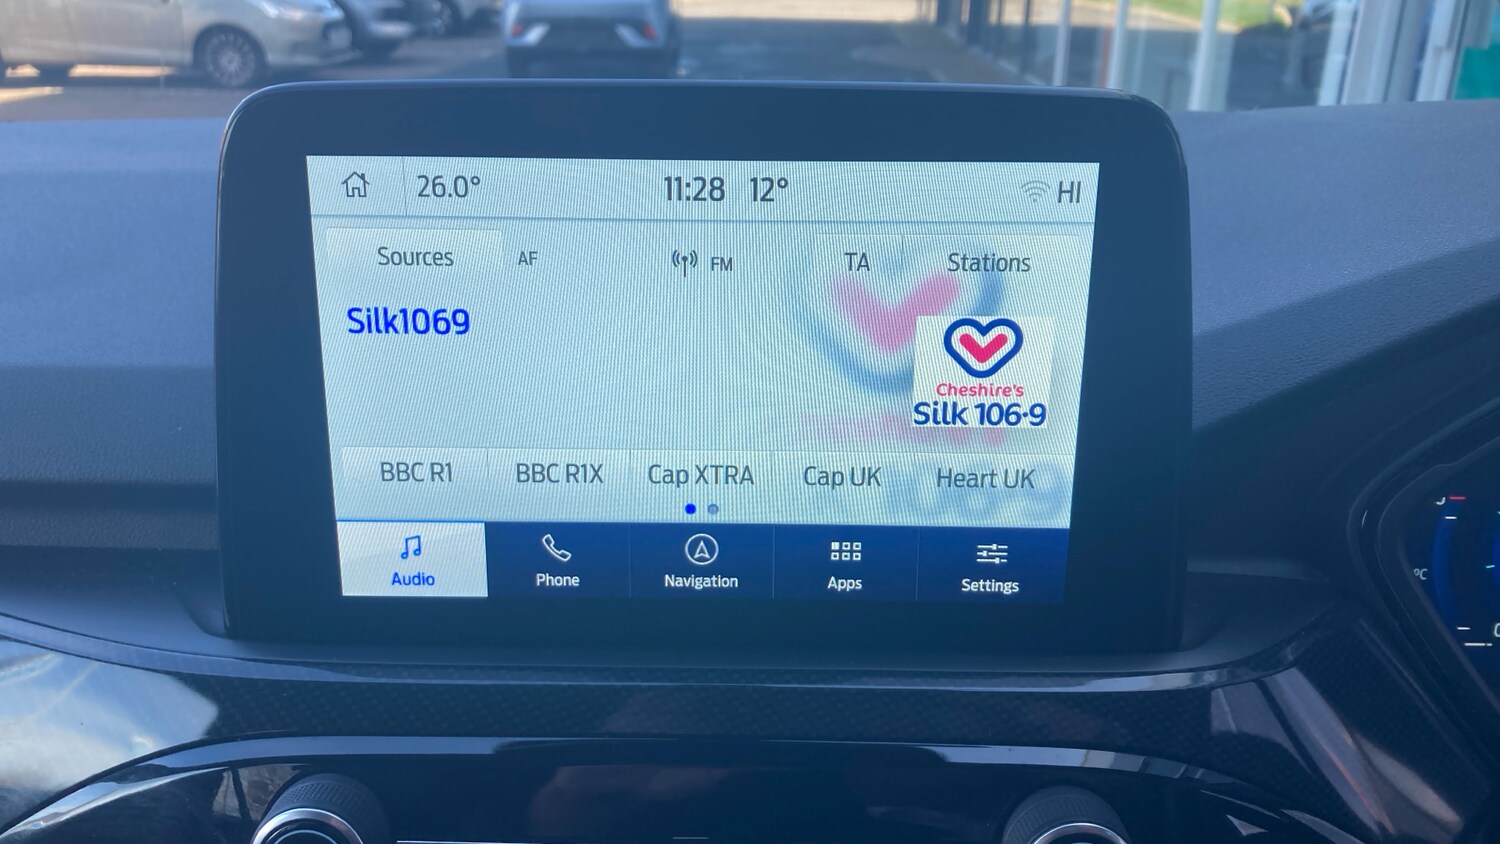 26.0°
11:28 12°
HI
Sources
AF
FM
TA
Stations
Silk1069
Cheshire's
Silk 106·9
BBC R1
BBC R1X
Cap XTRA
Cap UK
Heart UK
Audio
Phone
Navigation
Apps
Settings
°C